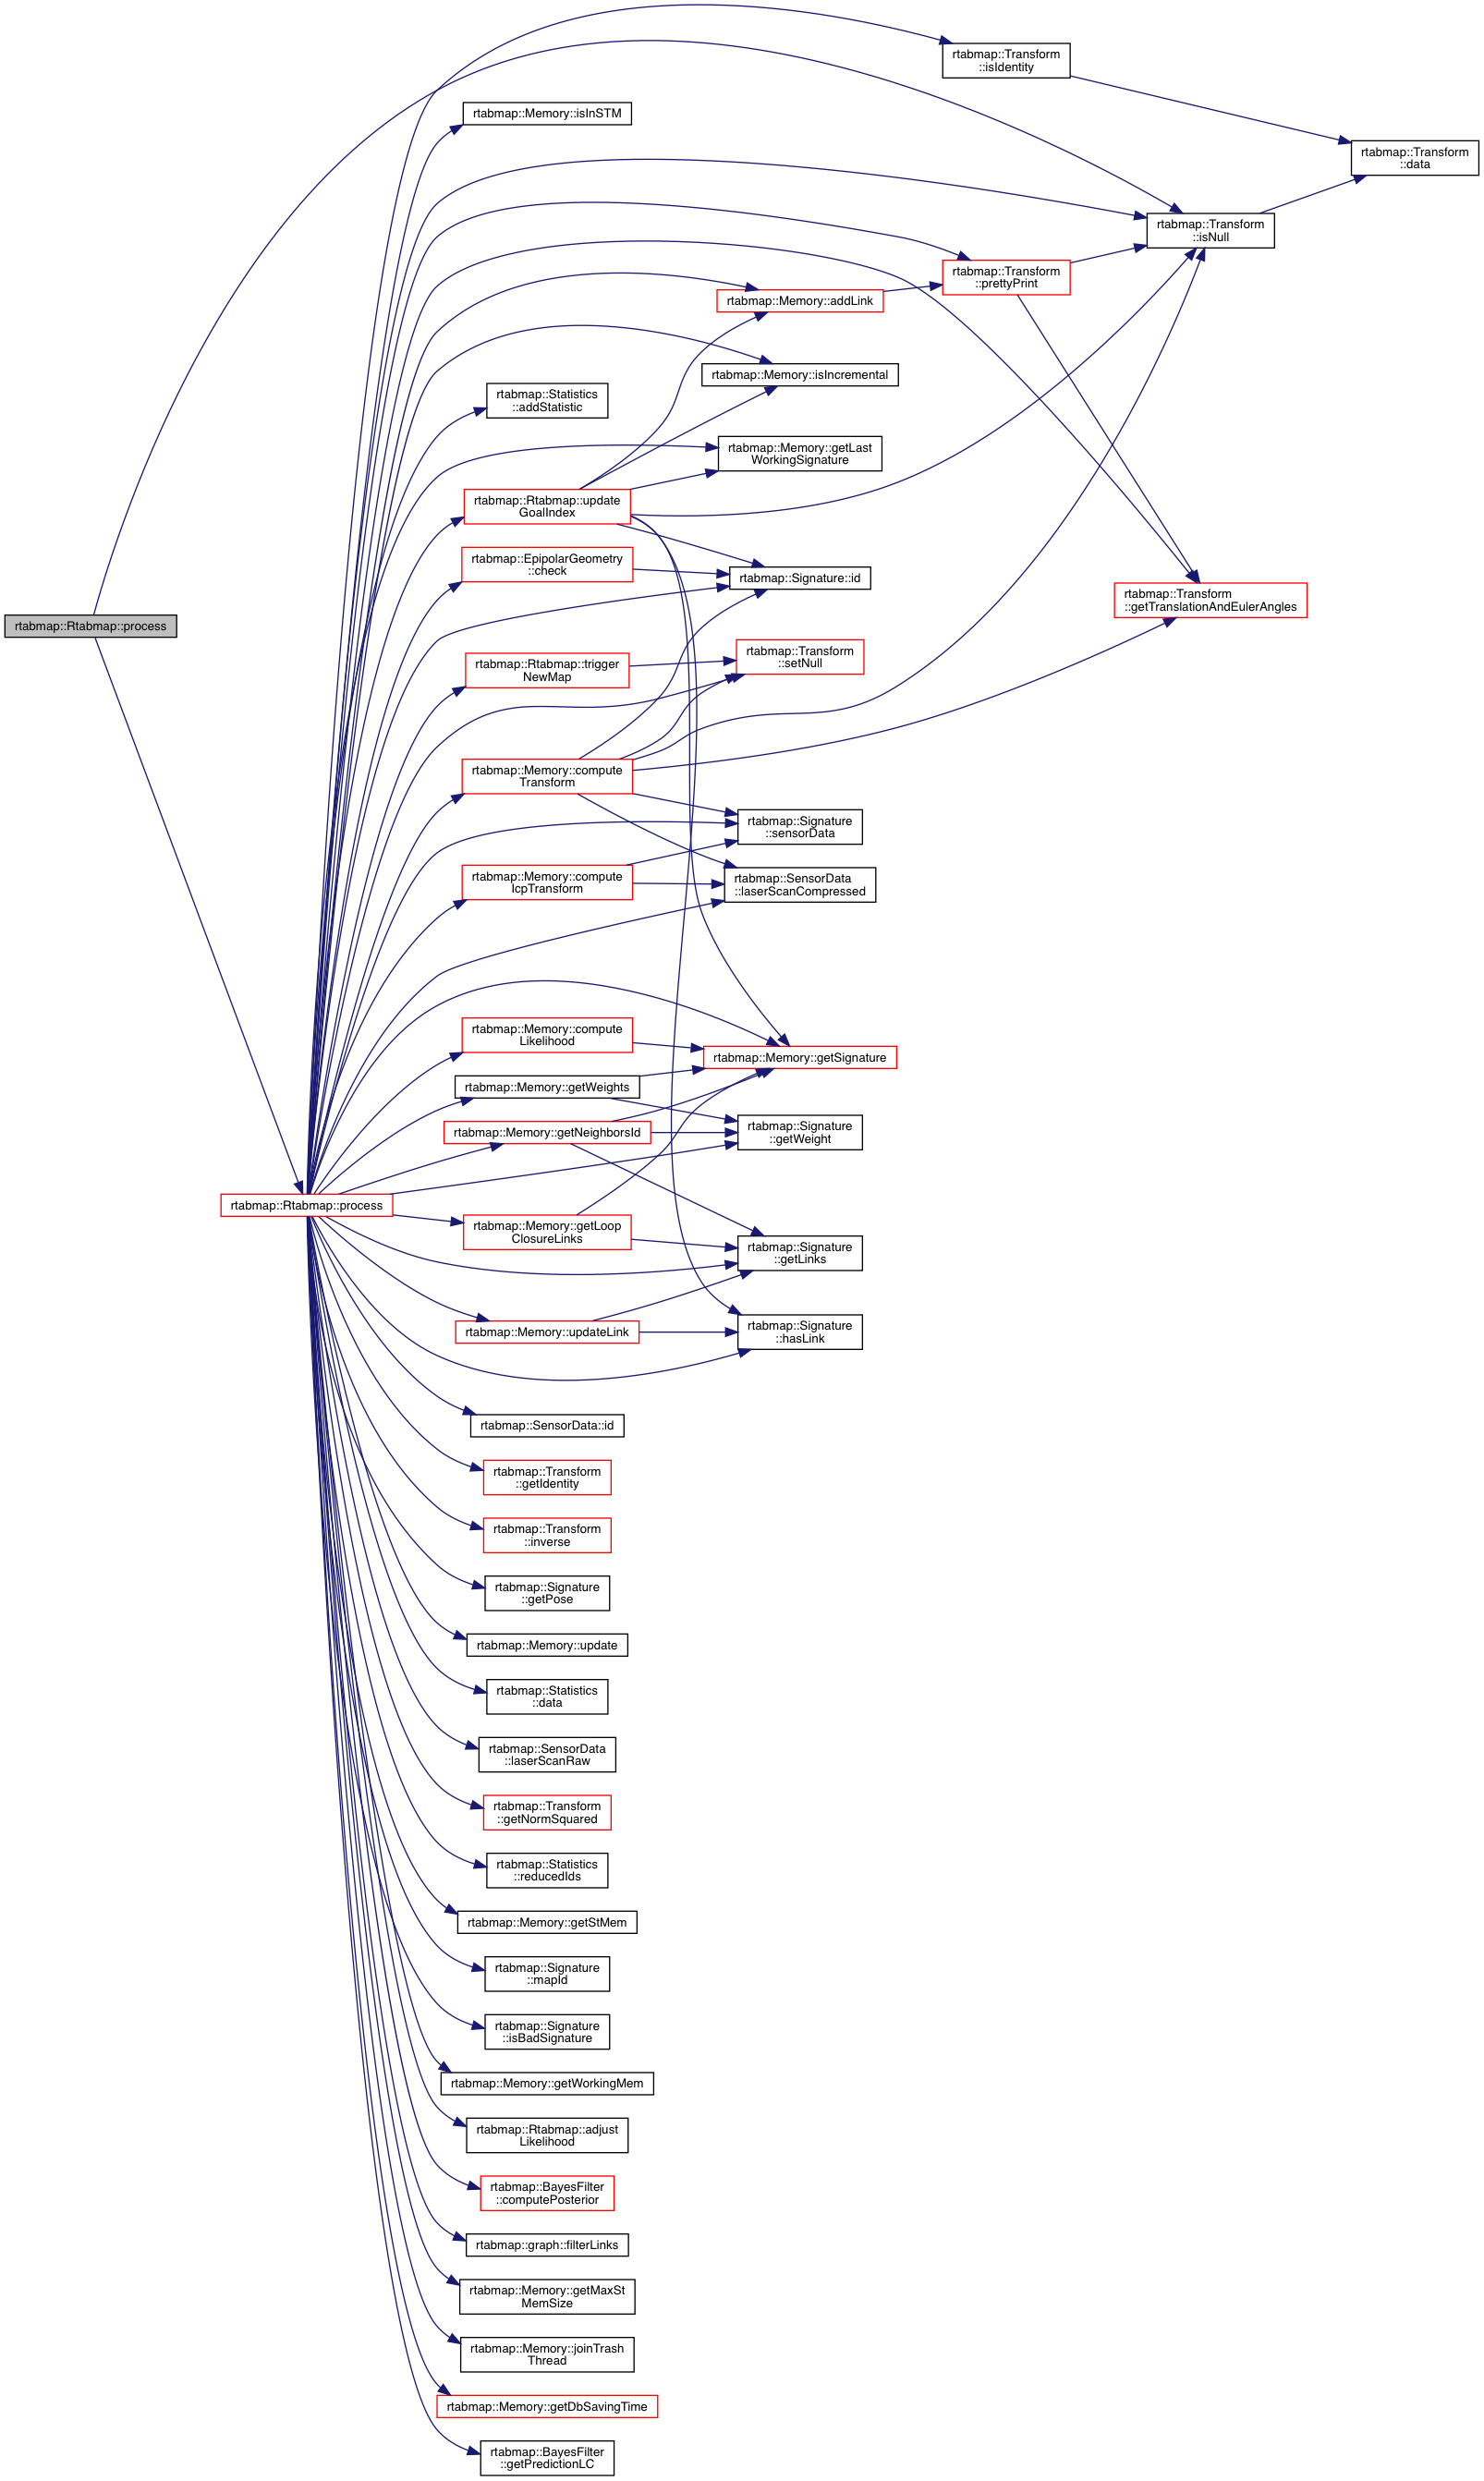 rtabmap::Transform
::isIdentity
rtabmap::Memory::isInSTM
rtabmap::Transform
::data
rtabmap::Transform
::isNull
rtabmap::Transform
::prettyPrint
rtabmap::Memory::addLink
rtabmap::Memory::isIncremental
rtabmap::Statistics
::addStatistic
rtabmap::Memory::getLast
WorkingSignature
rtabmap::Rtabmap::update
GoalIndex
rtabmap::EpipolarGeometry
::check
rtabmap::Signature::id
rtabmap::Transform
::getTranslationAndEulerAngles
rtabmap::Rtabmap::process
rtabmap::Rtabmap::trigger
NewMap
rtabmap::Transform
::setNull
rtabmap::Memory::compute
Transform
rtabmap::Signature
::sensorData
rtabmap::Memory::compute
IcpTransform
rtabmap::SensorData
::laserScanCompressed
rtabmap::Memory::compute
Likelihood
rtabmap::Memory::getSignature
rtabmap::Memory::getWeights
rtabmap::Memory::getNeighborsId
rtabmap::Signature
::getWeight
rtabmap::Rtabmap::process
rtabmap::Memory::getLoop
ClosureLinks
rtabmap::Signature
::getLinks
rtabmap::Memory::updateLink
rtabmap::Signature
::hasLink
rtabmap::SensorData::id
rtabmap::Transform
::getIdentity
rtabmap::Transform
::inverse
rtabmap::Signature
::getPose
rtabmap::Memory::update
rtabmap::Statistics
::data
rtabmap::SensorData
::laserScanRaw
rtabmap::Transform
::getNormSquared
rtabmap::Statistics
::reducedIds
rtabmap::Memory::getStMem
rtabmap::Signature
::mapId
rtabmap::Signature
::isBadSignature
rtabmap::Memory::getWorkingMem
rtabmap::Rtabmap::adjust
Likelihood
rtabmap::BayesFilter
::computePosterior
rtabmap::graph::filterLinks
rtabmap::Memory::getMaxSt
MemSize
rtabmap::Memory::joinTrash
Thread
rtabmap::Memory::getDbSavingTime
rtabmap::BayesFilter
::getPredictionLC